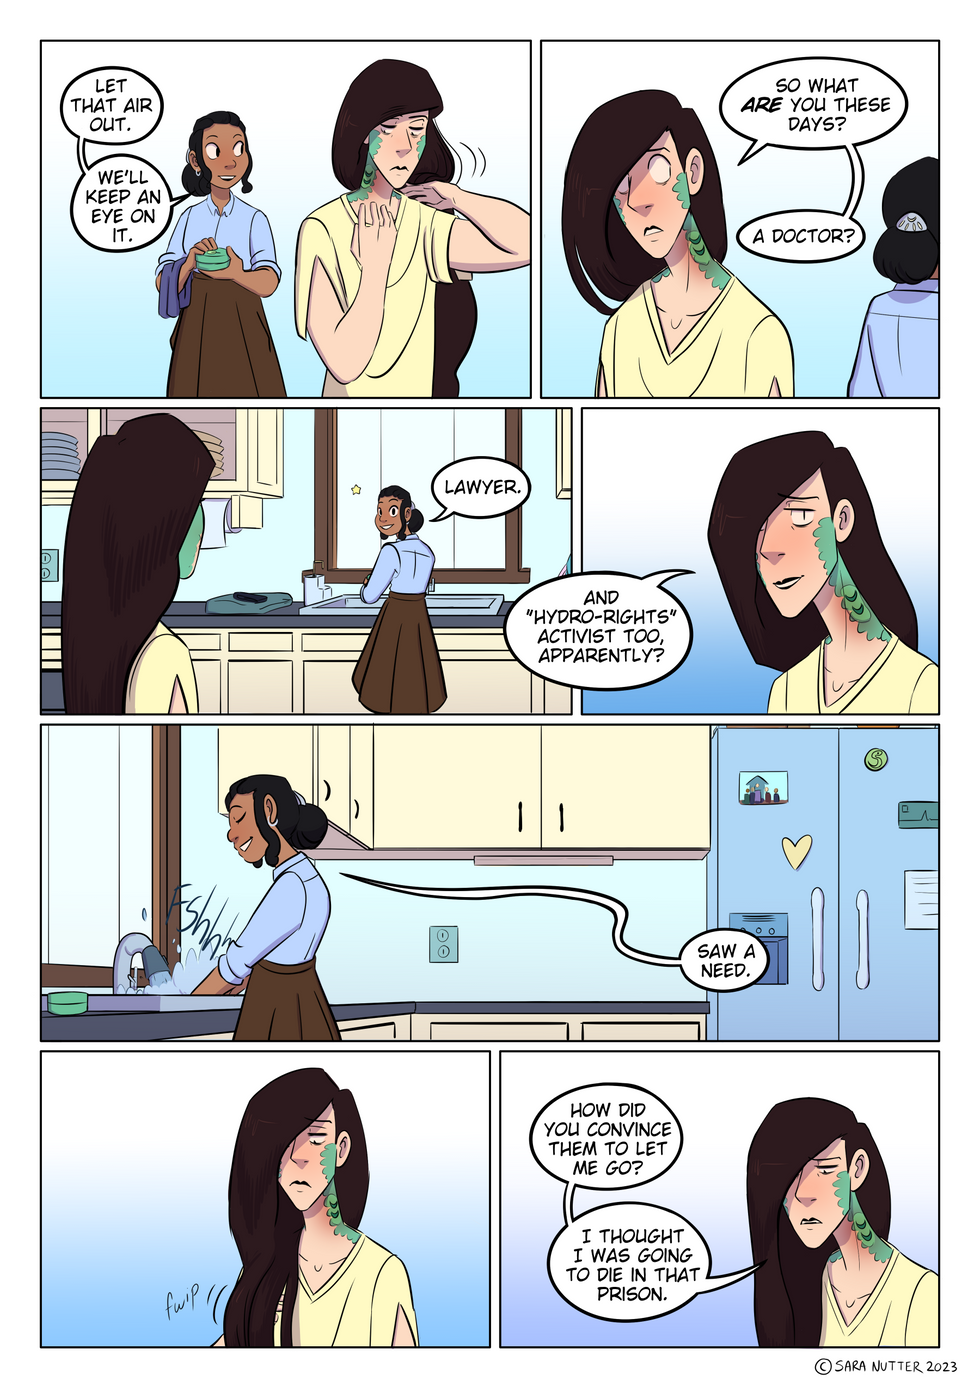 LET
THAT AIR
OUT.
WE'LL
KEEP AN
EYE ON
IT.
SO WHAT
ARE YOU THESE
DAYS?
A DOCTOR?
LAWYER.
AND
"HYDRO-RIGHTS"
ACTIVIST TOO,
APPARENTLY?
FShhh
S
SAW A
NEED.
fwip
HOW DID
YOU CONVINCE
THEM TO LET
ME GO?
I THOUGHT
I WAS GOING
TO DIE IN THAT
PRISON.
© SARA NUTTER 2023